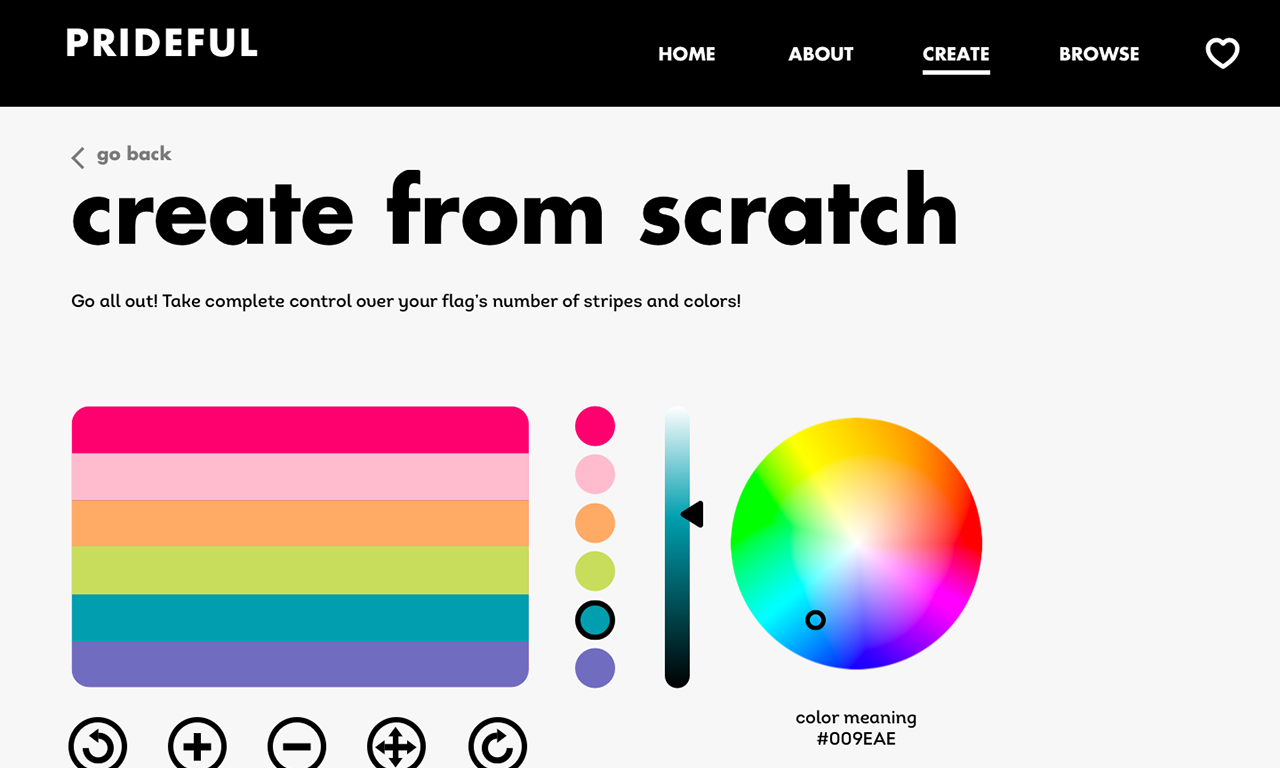 PRIDEFUL
HOME ABOUT CREATE BROWSE
go back
create from scratch
Go all out! Take complete control over your flag's number of stripes and colors!
color meaning
#009EAE